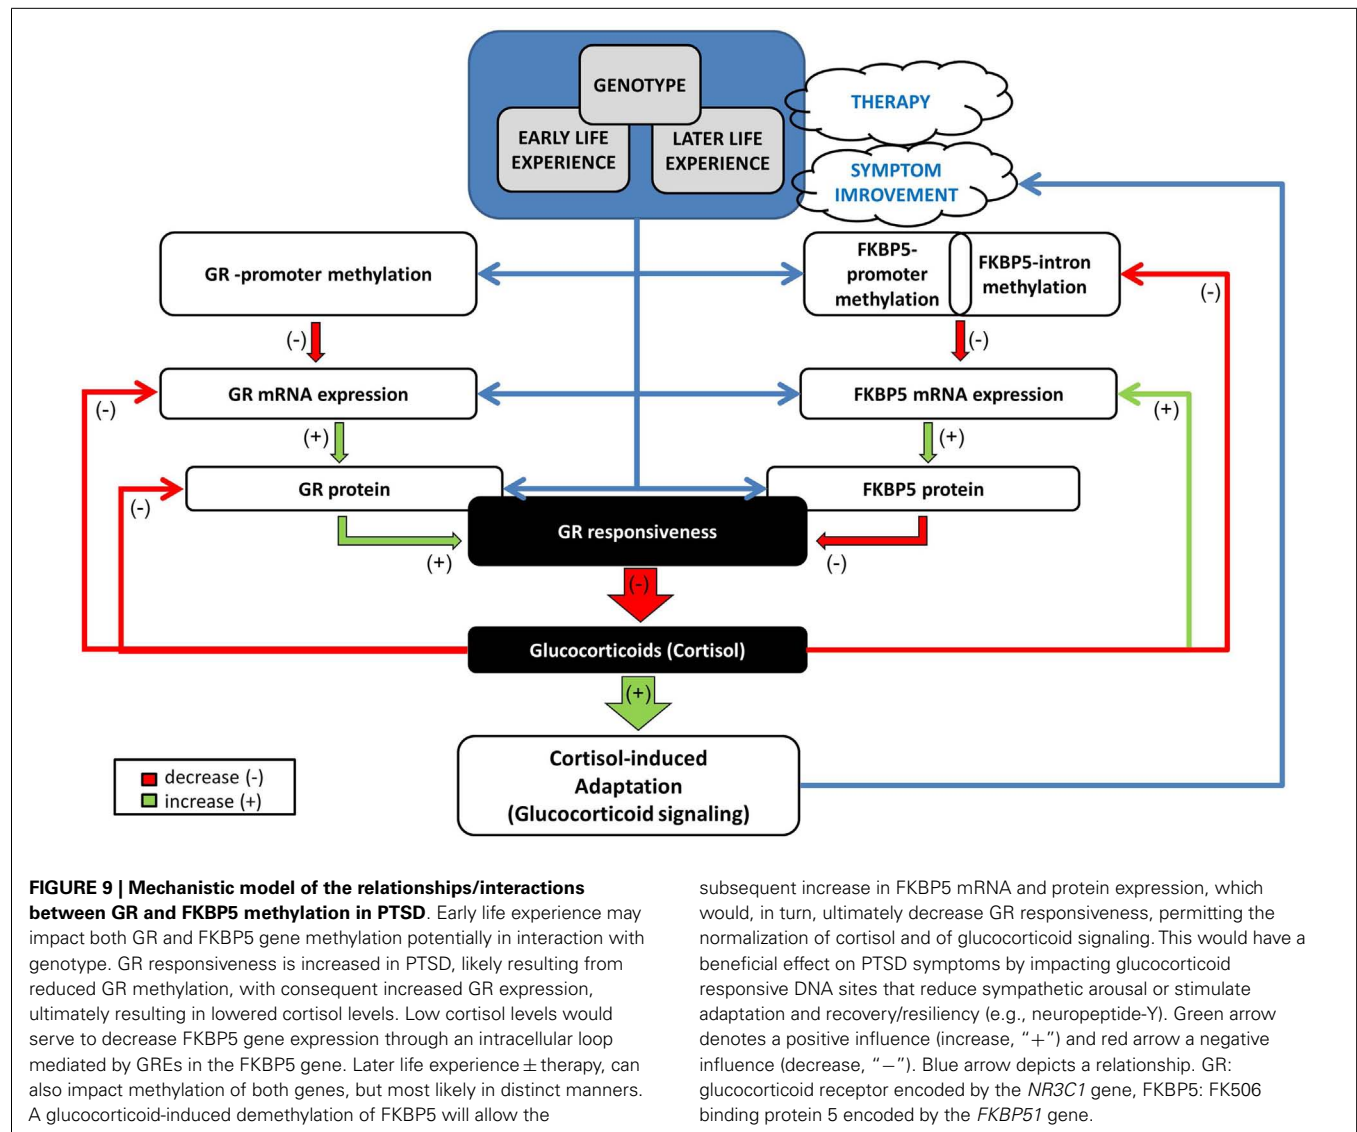 GENOTYPE
EARLY LIFE
EXPERIENCE
LATER LIFE
EXPERIENCE
THERAPY
SYMPTOM
IMROVEMENT
GR -promoter methylation
FKBP5-
promoter
methylation
FKBP5-intron
methylation
(-)
(-)
(-)
GR mRNA expression
FKBP5 mRNA expression
(-)
(+)
(+)
(+)
GR protein
FKBP5 protein
(-)
GR responsiveness
(+)
(-)
(-)
Glucocorticoids (Cortisol)
(+)
Cortisol-induced
Adaptation
(Glucocorticoid signaling)
decrease (-)
increase (+)
FIGURE 9 | Mechanistic model of the relationships/interactions
between GR and FKBP5 methylation in PTSD. Early life experience may
impact both GR and FKBP5 gene methylation potentially in interaction with
genotype. GR responsiveness is increased in PTSD, likely resulting from
reduced GR methylation, with consequent increased GR expression,
ultimately resulting in lowered cortisol levels. Low cortisol levels would
serve to decrease FKBP5 gene expression through an intracellular loop
mediated by GREs in the FKBP5 gene. Later life experience ± therapy, can
also impact methylation of both genes, but most likely in distinct manners.
A glucocorticoid-induced demethylation of FKBP5 will allow the
subsequent increase in FKBP5 mRNA and protein expression, which
would, in turn, ultimately decrease GR responsiveness, permitting the
normalization of cortisol and of glucocorticoid signaling. This would have a
beneficial effect on PTSD symptoms by impacting glucocorticoid
responsive DNA sites that reduce sympathetic arousal or stimulate
adaptation and recovery/resiliency (e.g., neuropeptide-Y). Green arrow
denotes a positive influence (increase, “+”) and red arrow a negative
influence (decrease, “−”). Blue arrow depicts a relationship. GR:
glucocorticoid receptor encoded by the NR3C1 gene, FKBP5: FK506
binding protein 5 encoded by the FKBP51 gene.